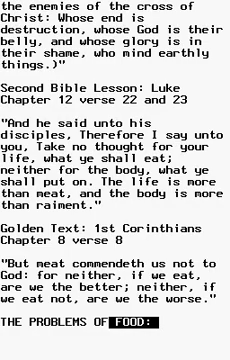 the enemies of the cross of
Christ: Whose end is
destruction, whose God is their
belly, and whose glory is in
their shame, who mind earthly
things.)"
Second Bible Lesson: Luke
Chapter 12 verse 22 and 23
"And he said unto his
disciples, Therefore I say unto
you, Take no thought for your
life, what ye shall eat;
neither for the body, what ye
shall put on. The life is more
than meat, and the body is more
than raiment."
Golden Text: 1st Corinthians
Chapter 8 verse 8
"But meat commendeth us not to
God: for neither, if we eat,
are we the better; neither, if
we eat not, are we the worse."
THE PROBLEMS OF FOOD: